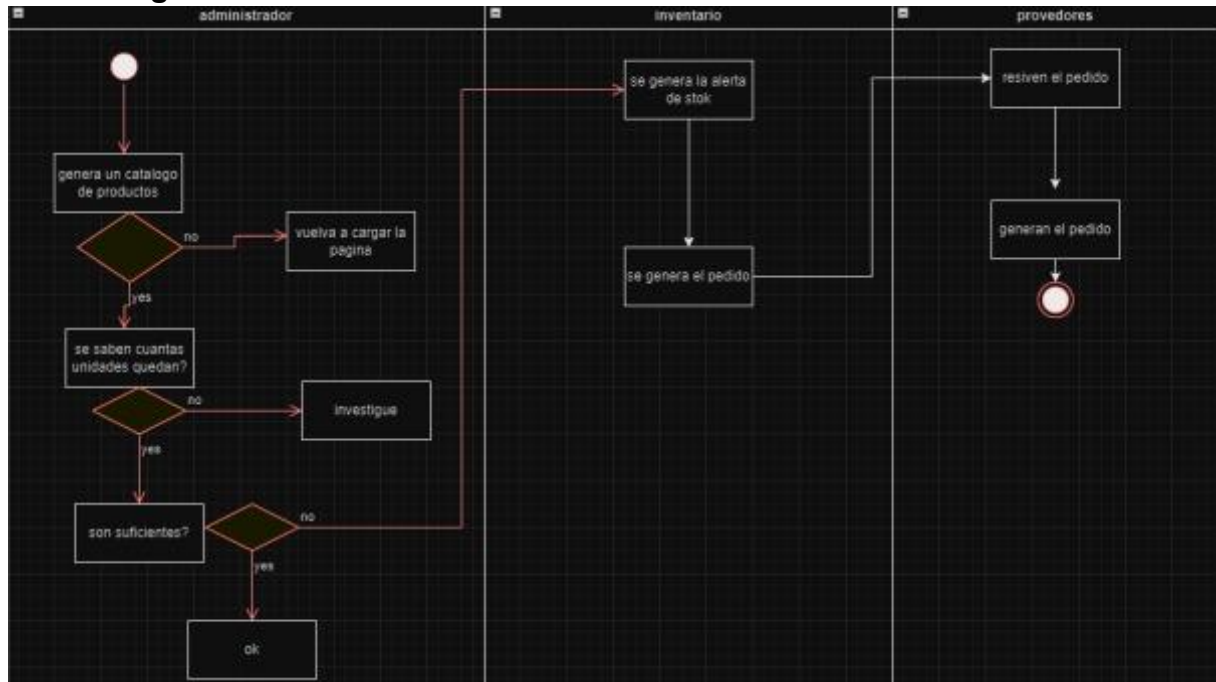 administrador
inventario
provedores
genera un catalogo
de productos
no
vuelva a cargar la
pagina
yes
se saben cuantas
unidades quedan?
no
investigue
yes
son suficientes?
no
yes
ok
se genera la alerta
de stok
se genera el pedido
resiven el pedido
generan el pedido